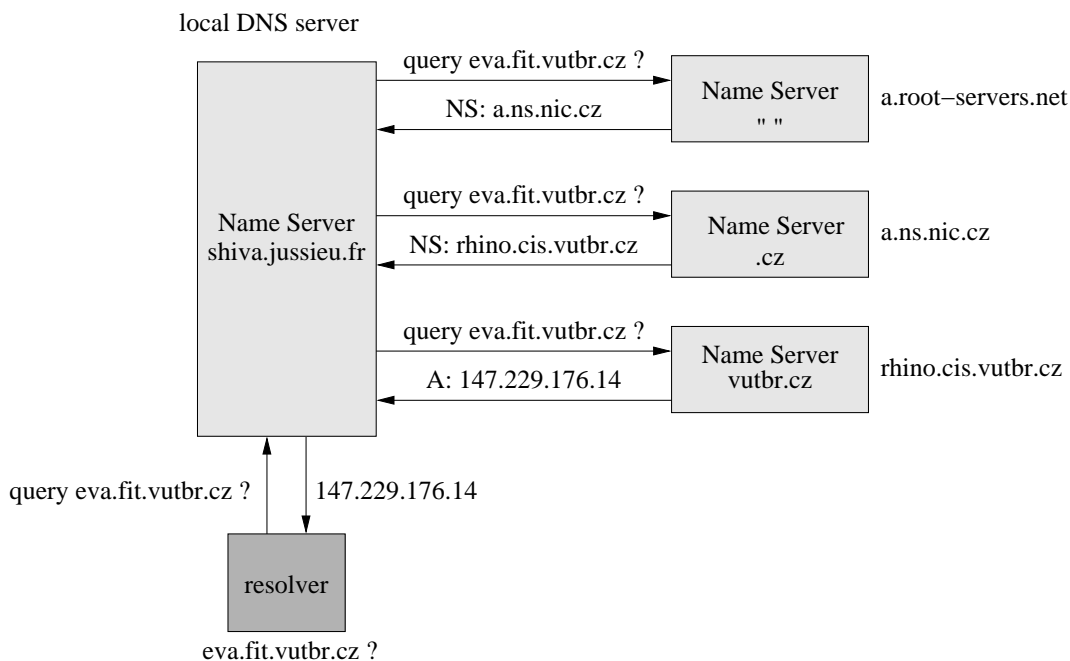 local DNS server
query eva.fit.vutbr.cz ?
Name Server
" "
a.root−servers.net
NS: a.ns.nic.cz
query eva.fit.vutbr.cz ?
Name Server
.cz
a.ns.nic.cz
NS: rhino.cis.vutbr.cz
Name Server
shiva.jussieu.fr
query eva.fit.vutbr.cz ?
Name Server
vutbr.cz
rhino.cis.vutbr.cz
A: 147.229.176.14
query eva.fit.vutbr.cz ?
147.229.176.14
resolver
eva.fit.vutbr.cz ?